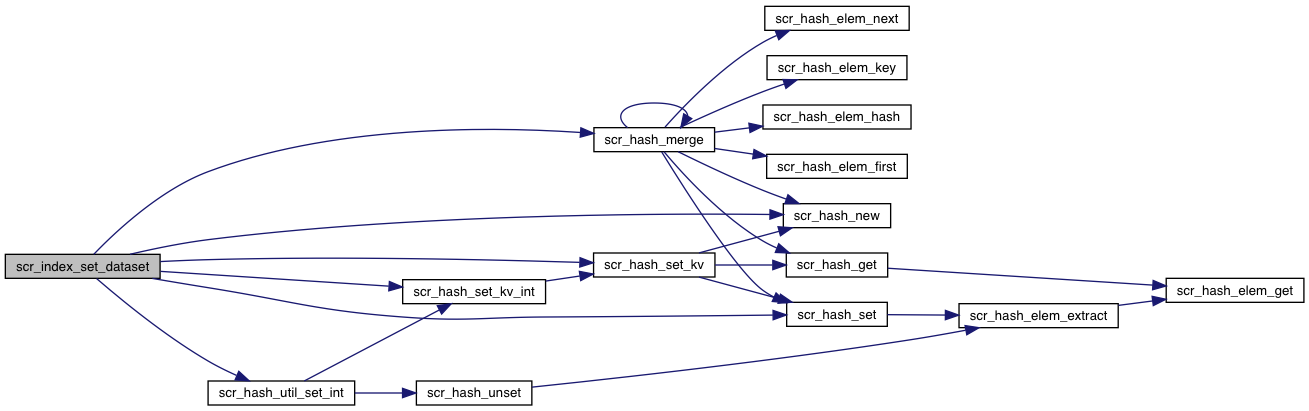 scr_hash_elem_next
scr_hash_elem_key
scr_hash_elem_hash
scr_hash_merge
scr_hash_elem_first
scr_hash_new
scr_index_set_dataset
scr_hash_set_kv
scr_hash_get
scr_hash_set_kv_int
scr_hash_elem_get
scr_hash_set
scr_hash_elem_extract
scr_hash_util_set_int
scr_hash_unset